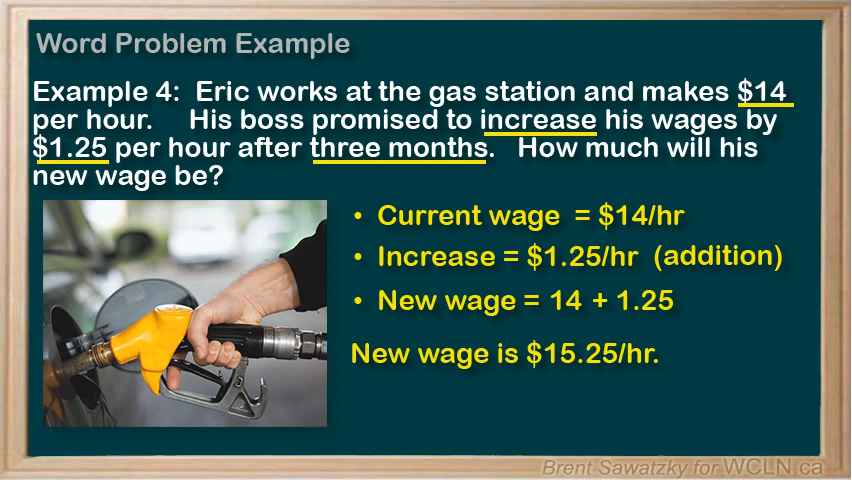 Word Problem Example
Example 4: Eric works at the gas station and makes $14
per hour. His boss promised to increase his wages by
$1.25 per hour after three months. How much will his
new wage be?
• Current wage = $14/hr
• Increase = $1.25/hr (addition)
• New wage = 14 + 1.25
New wage is $15.25/hr.
Brent Sawatzky for WCLN.ca